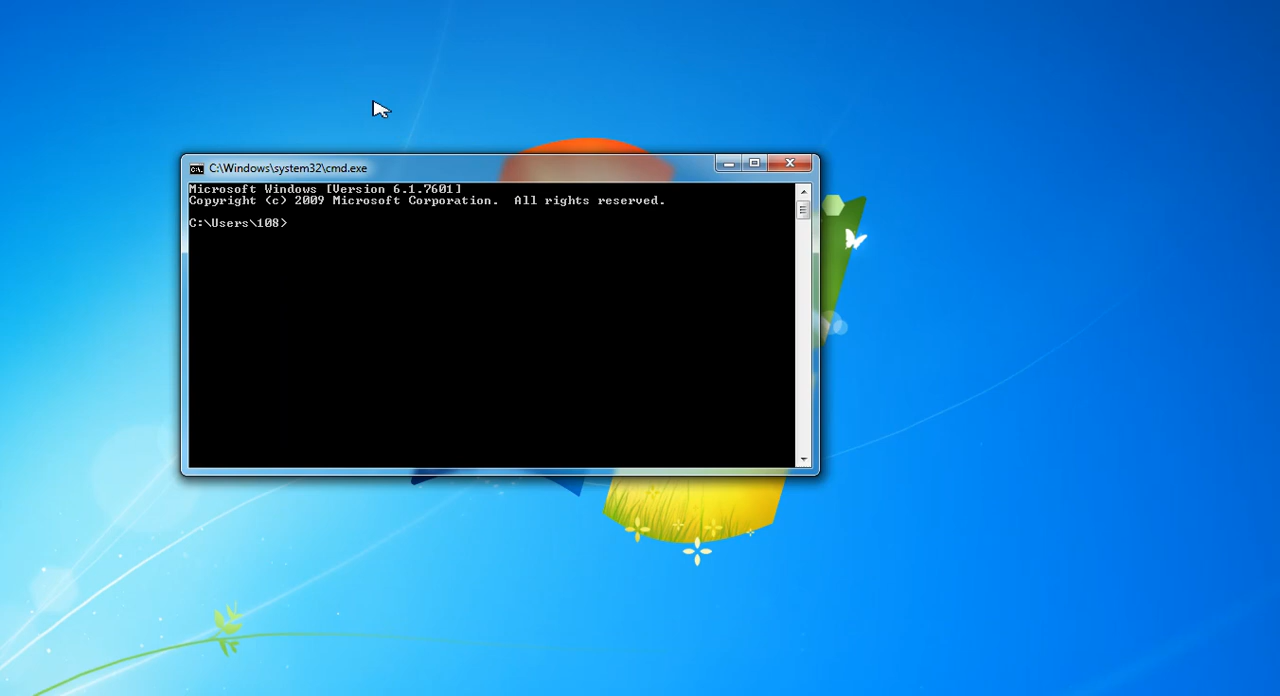 C:\Windows\system32\cmd.exe
Microsoft Windows [Version 6.1.7601]
Copyright (c) 2009 Microsoft Corporation.  All rights reserved.
C:\Users\108>